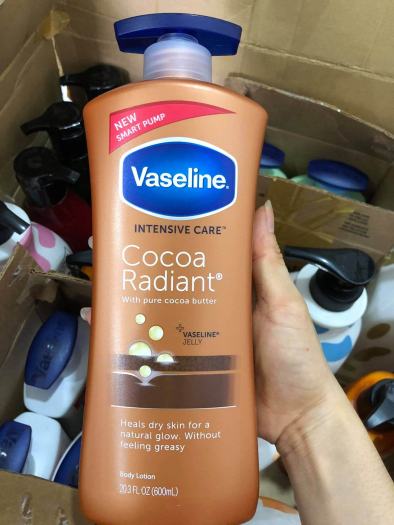 NEW
SMART PUMP
Vaseline.
INTENSIVE CARE™
Cocoa
Radiant®
With pure cocoa butter
+VASELINE®
JELLY
Heals dry skin for a
natural glow. Without
feeling greasy
Body Lotion
20.3 FL OZ (600mL)